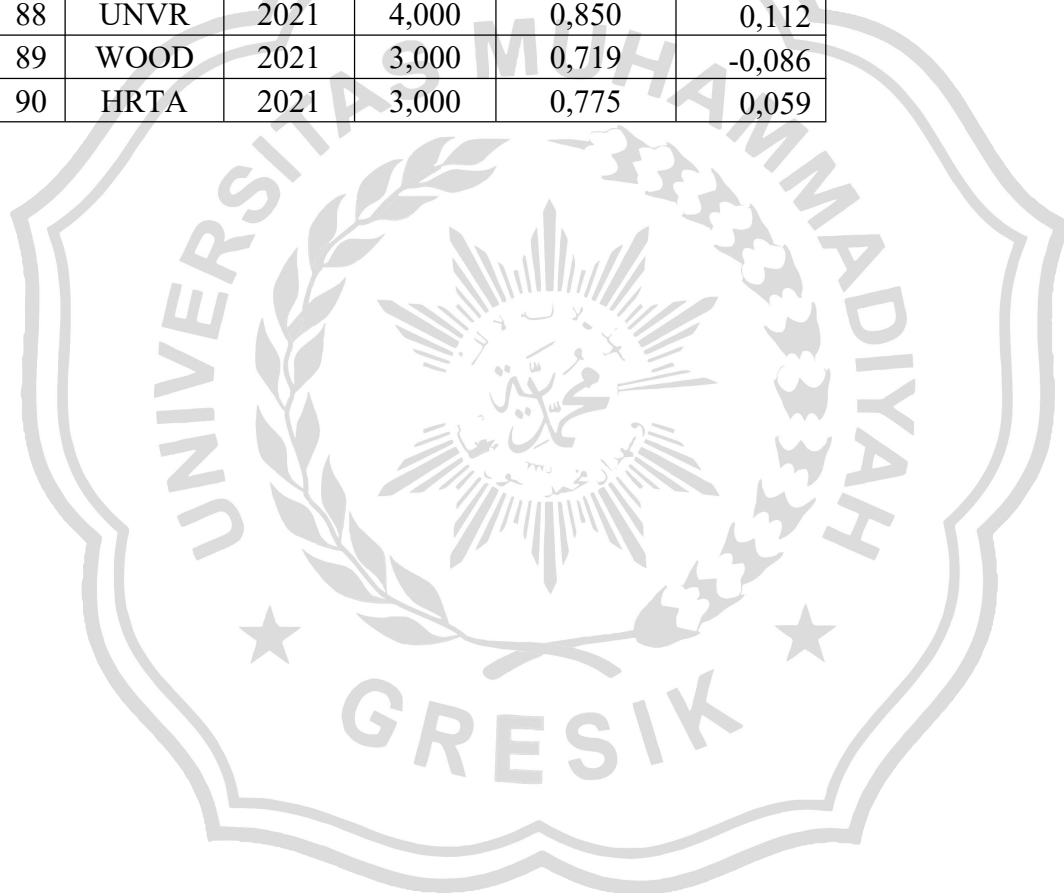 88 UNVR 2021 4,000 0,850 0,112
89 WOOD 2021 3,000 0,719 -0,086
90 HRTA 2021 3,000 0,775 0,059
UNIVERSITAS MUHAMMADIYAH
محمدية
GRESIK